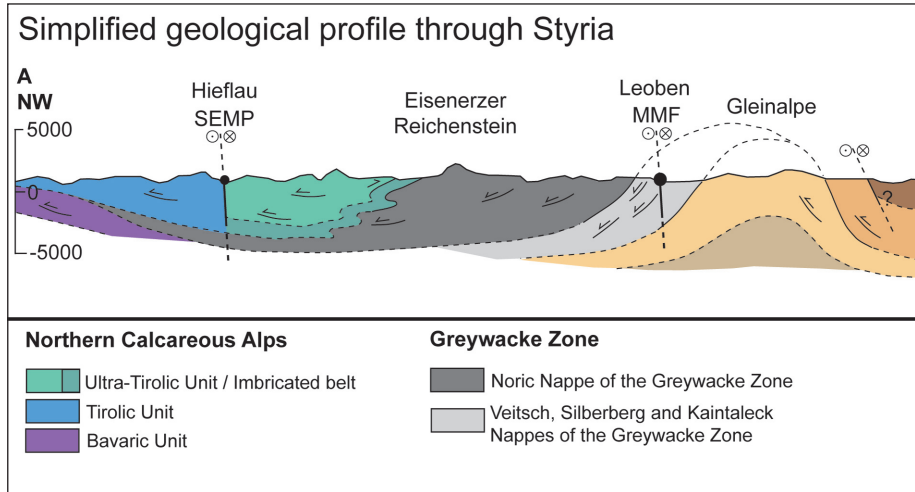 Simplified geological profile through Styria
A
NW
Hieflau
SEMP
Eisenerzer
Reichenstein
Leoben
MMF
Gleinalpe
5000
0
-5000
?
Northern Calcareous Alps
Ultra-Tirolic Unit / Imbricated belt
Tirolic Unit
Bavaric Unit
Greywacke Zone
Noric Nappe of the Greywacke Zone
Veitsch, Silberberg and Kaintaleck
Nappes of the Greywacke Zone